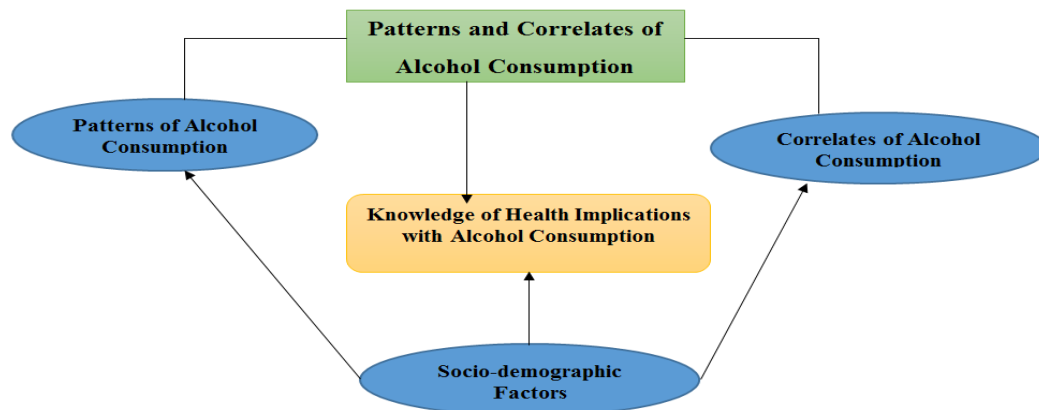 Patterns and Correlates of
Alcohol Consumption
Patterns of Alcohol
Consumption
Correlates of Alcohol
Consumption
Knowledge of Health Implications
with Alcohol Consumption
Socio-demographic
Factors